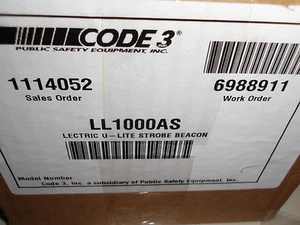 CODE 3®
PUBLIC SAFETY EQUIPMENT, INC.
1114052
Sales Order
6988911
Work Order
LL1000AS
LECTRIC U-LITE STROBE BEACON
Model Number
Code 3, Inc. a subsidiary of Public Safety Equipment, Inc.